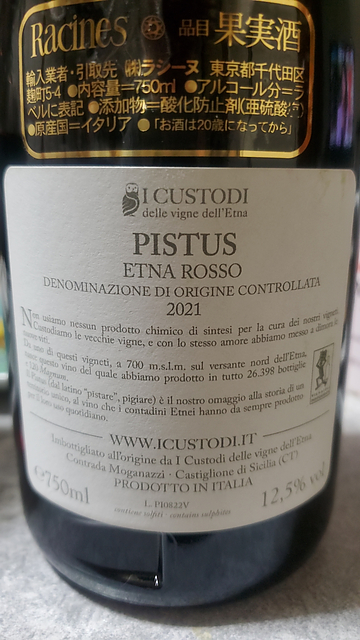 Racines 品目 果実酒
輸入業者・引取先 ㈱ラシーヌ 東京都千代田区
麹町5-4 ●内容量=750ml ●アルコール分=ラ
ベルに表記 ●添加物=酸化防止剤(亜硫酸
●原産国=イタリア ●「お酒は20歳になってから」
I CUSTODI
delle vigne dell'Etna
PISTUS
ETNA ROSSO
DENOMINAZIONE DI ORIGINE CONTROLLATA
2021
Non usiamo nessun prodotto chimico di sintesi per la cura dei nostri vigneti.
Custodiamo le vecchie vigne, e con lo stesso amore abbiamo messo a dimora le
di questi vigneti, a 700 m.s.l.m. sul versante nord dell'Etna,
questo vino del quale abbiamo prodotto in tutto 26.398 bottiglie
Magnum.
Il Pistus (dal latino "pistare", pigiare) è il nostro omaggio alla storia di un
antico, al vino che i contadini Etnei hanno da sempre prodotto
per il loro uso quotidiano.
WWW.ICUSTODI.IT
Imbottigliato all'origine da I Custodi delle vigne dell'Etna
Contrada Moganazzi - Castiglione di Sicilia (CT)
PRODOTTO IN ITALIA
℮750ml 12,5% vol
L. PI0822V
contiene solfiti - contains sulphites